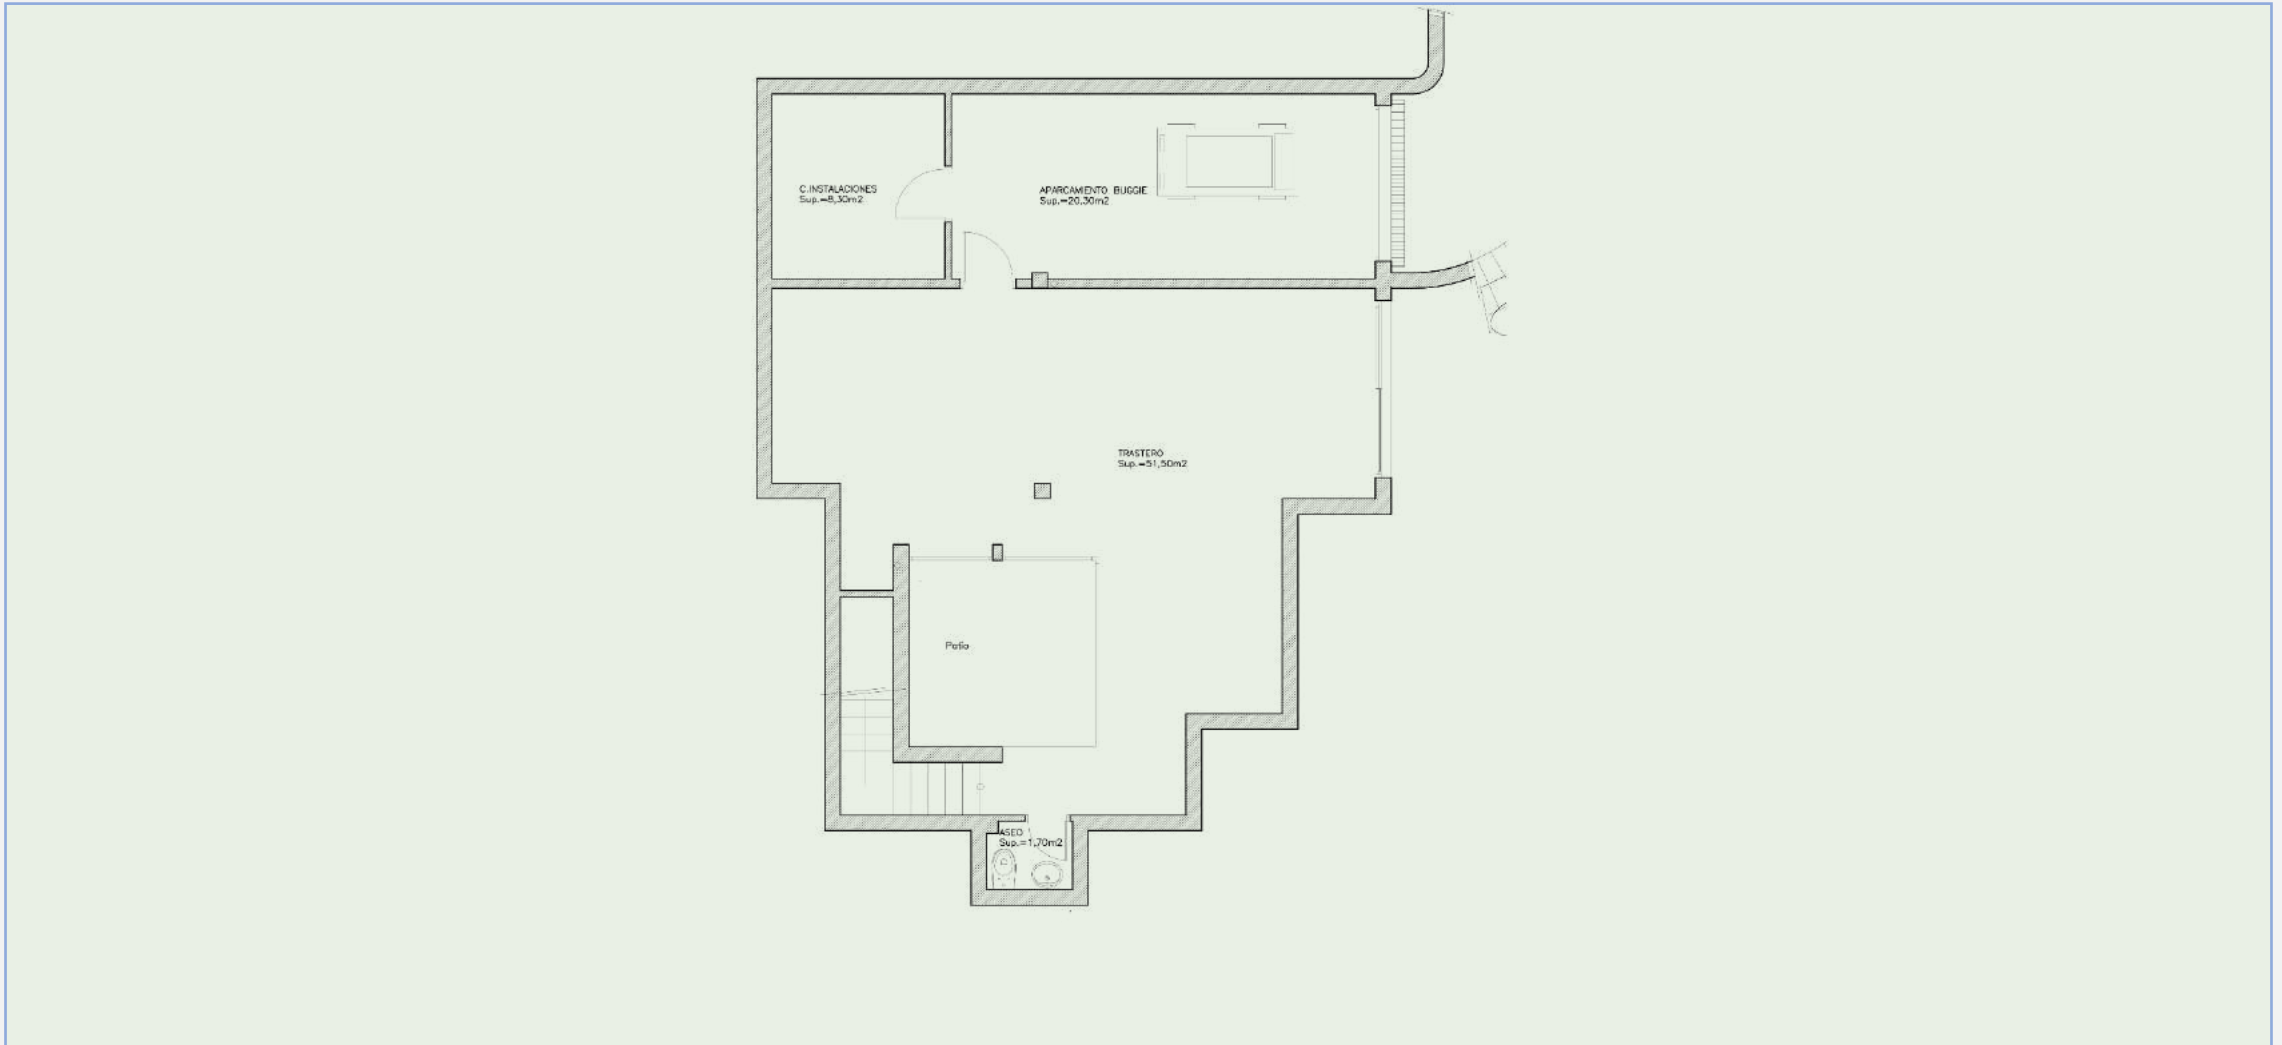 C.INSTALACIONES
Sup.=8,30m2
APARCAMIENTO BUGGIE
Sup.=20,30m2
TRASTERO
Sup.=51,50m2
Patio
ASEO
Sup.=1,70m2